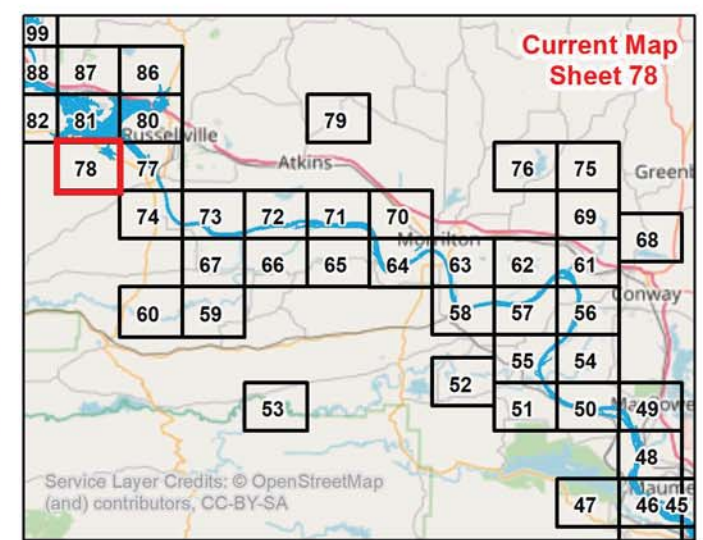 99
Current Map
Sheet 78
88 87 86
82 81 80
Russellville
79
Atkins
78 77
76 75
Greenb
74 73 72 71 70
69
68
Morrilton
67 66 65 64 63 62 61
Conway
60 59
58 57 56
55 54
52
53
51 50 49
48
Maume
47 46 45
Service Layer Credits: © OpenStreetMap
(and) contributors, CC-BY-SA